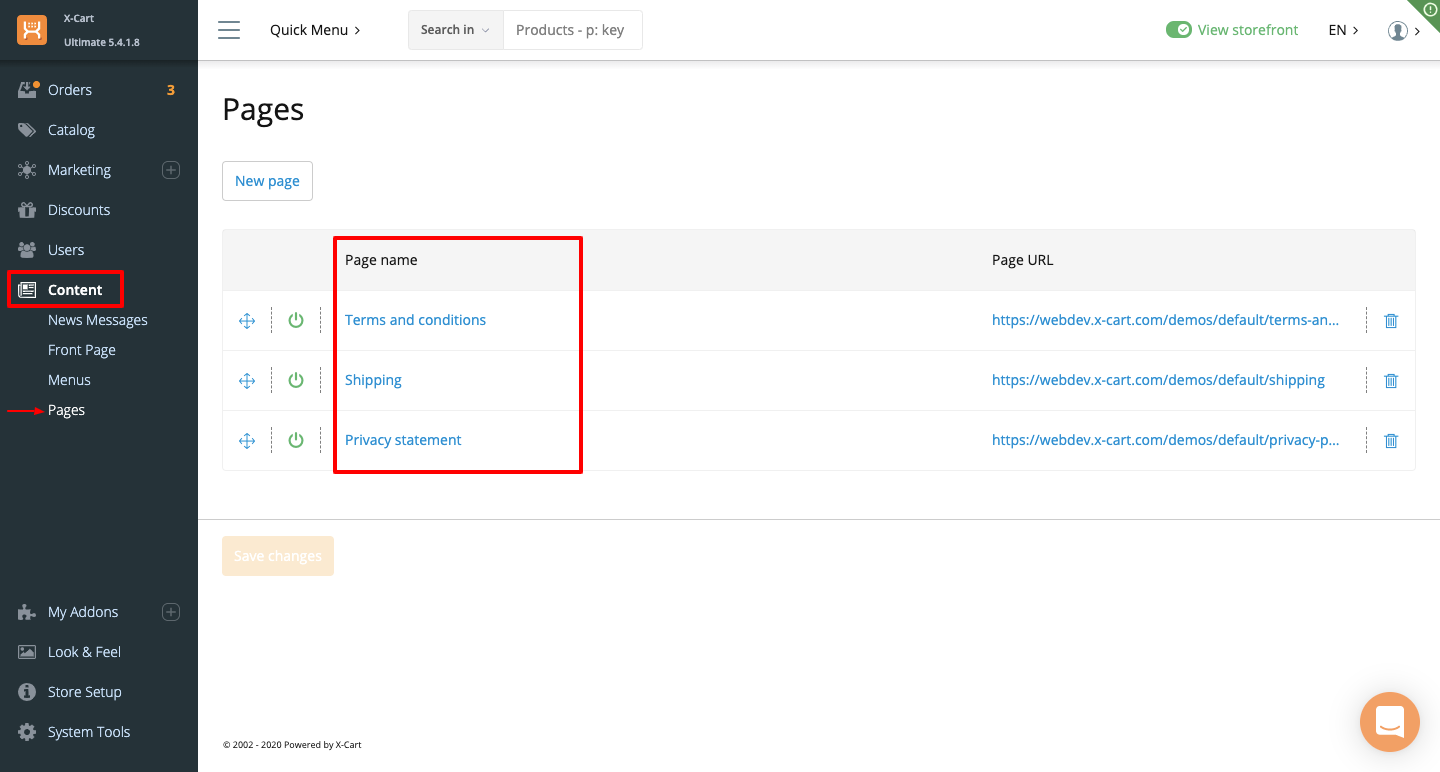 X-Cart
Ultimate 5.4.1.8
Quick Menu
Search in
Products - p: key
View storefront
EN
Orders 3
Catalog
Marketing
Discounts
Users
Content
News Messages
Front Page
Menus
Pages
My Addons
Look & Feel
Store Setup
System Tools
Pages
New page
Page name Page URL
Terms and conditions https://webdev.x-cart.com/demos/default/terms-an...
Shipping https://webdev.x-cart.com/demos/default/shipping
Privacy statement https://webdev.x-cart.com/demos/default/privacy-p...
Save changes
© 2002 - 2020 Powered by X-Cart